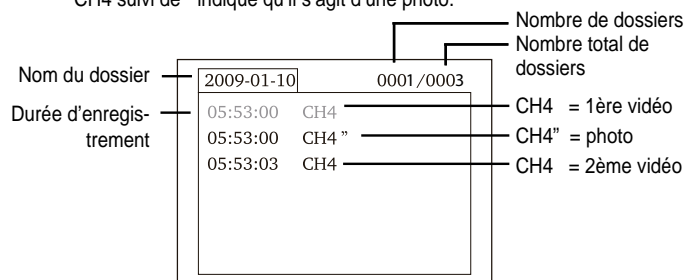 CH4 suivi de " indique qu'il s'agit d'une photo.
Nombre de dossiers
Nombre total de
dossiers
Nom du dossier
2009-01-10
0001/0003
Durée d'enregis-
trement
05:53:00 CH4
CH4 = 1ère vidéo
05:53:00 CH4 ”
CH4” = photo
05:53:03 CH4
CH4 = 2ème vidéo